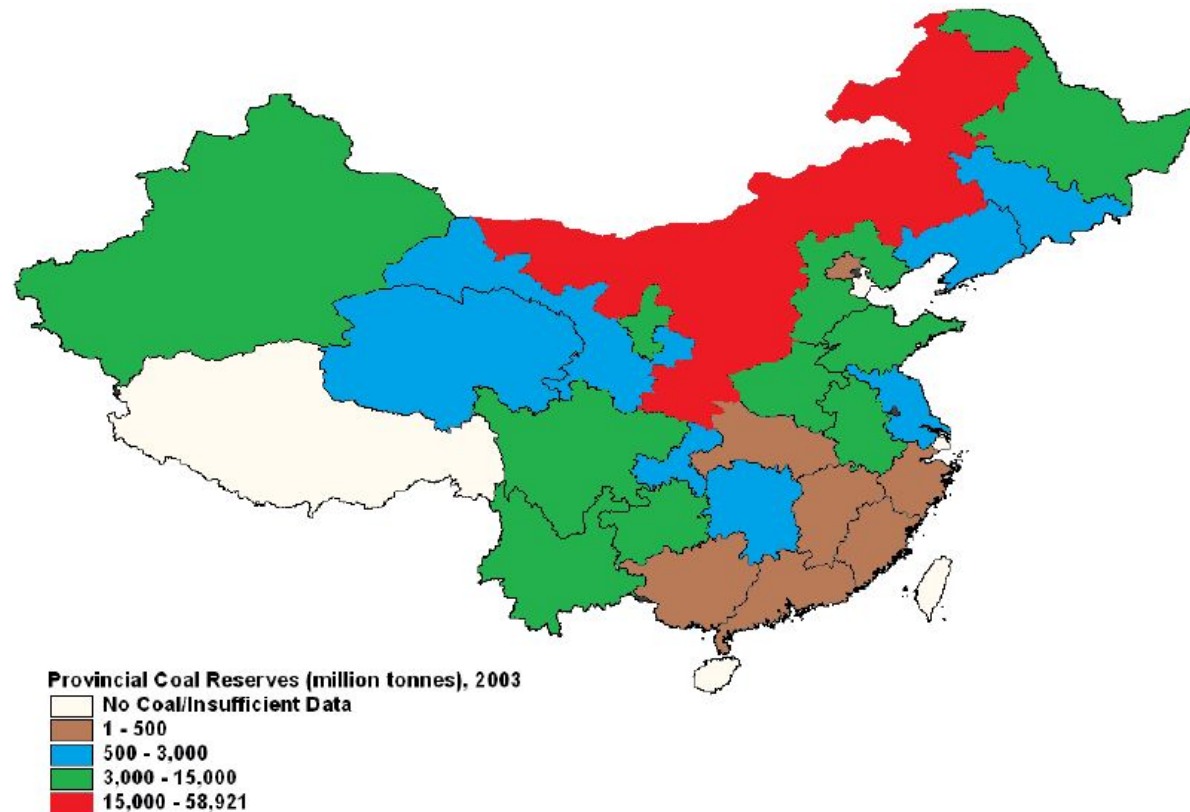 Provincial Coal Reserves (million tonnes), 2003
No Coal/Insufficient Data
1 - 500
500 - 3,000
3,000 - 15,000
15,000 - 58,921